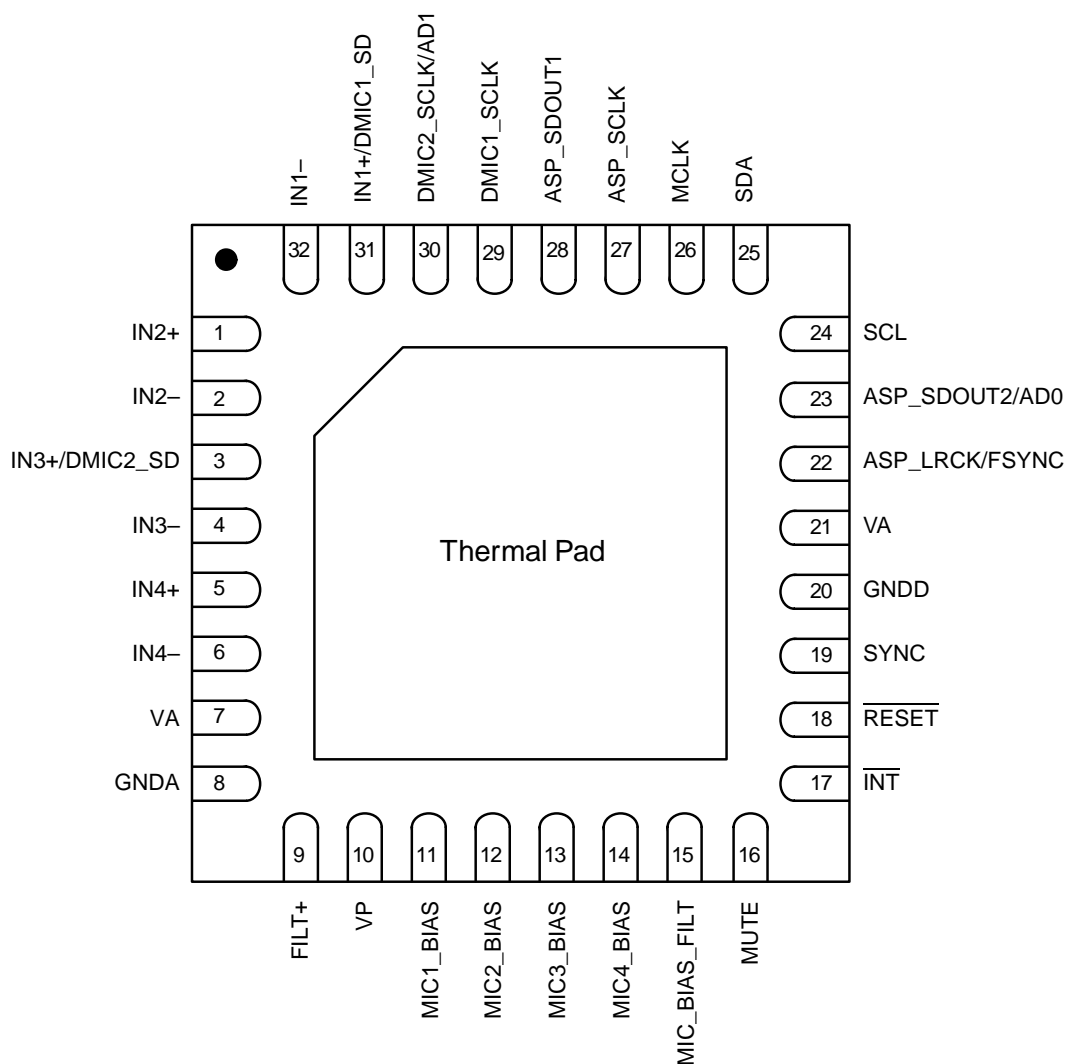 IN1–
IN1+/DMIC1_SD
DMIC2_SCLK/AD1
DMIC1_SCLK
ASP_SDOUT1
ASP_SCLK
MCLK
SDA
32
31
30
29
28
27
26
25
IN2+ 1
IN2– 2
IN3+/DMIC2_SD 3
IN3– 4
IN4+ 5
IN4– 6
VA 7
GNDA 8
Thermal Pad
24 SCL
23 ASP_SDOUT2/AD0
22 ASP_LRCK/FSYNC
21 VA
20 GNDD
19 SYNC
18 RESET
17 INT
9
10
11
12
13
14
15
16
FILT+
VP
MIC1_BIAS
MIC2_BIAS
MIC3_BIAS
MIC4_BIAS
MIC_BIAS_FILT
MUTE